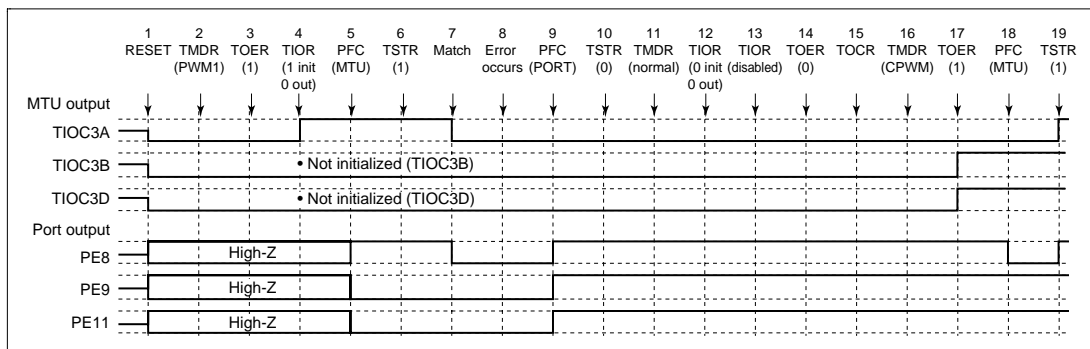 1 2 3 4 5 6 7 8 9 10 11 12 13 14 15 16 17 18 19
RESET TMDR TOER TIOR PFC TSTR Match Error PFC TSTR TMDR TIOR TIOR TOER TOCR TMDR TOER PFC TSTR
(PWM1) (1) (1 init (MTU) (1) occurs (PORT) (0) (normal) (0 init (disabled) (0) (CPWM) (1) (MTU) (1)
0 out) 0 out)
MTU output
TIOC3A
TIOC3B • Not initialized (TIOC3B)
TIOC3D • Not initialized (TIOC3D)
Port output
PE8 High-Z
PE9 High-Z
PE11 High-Z